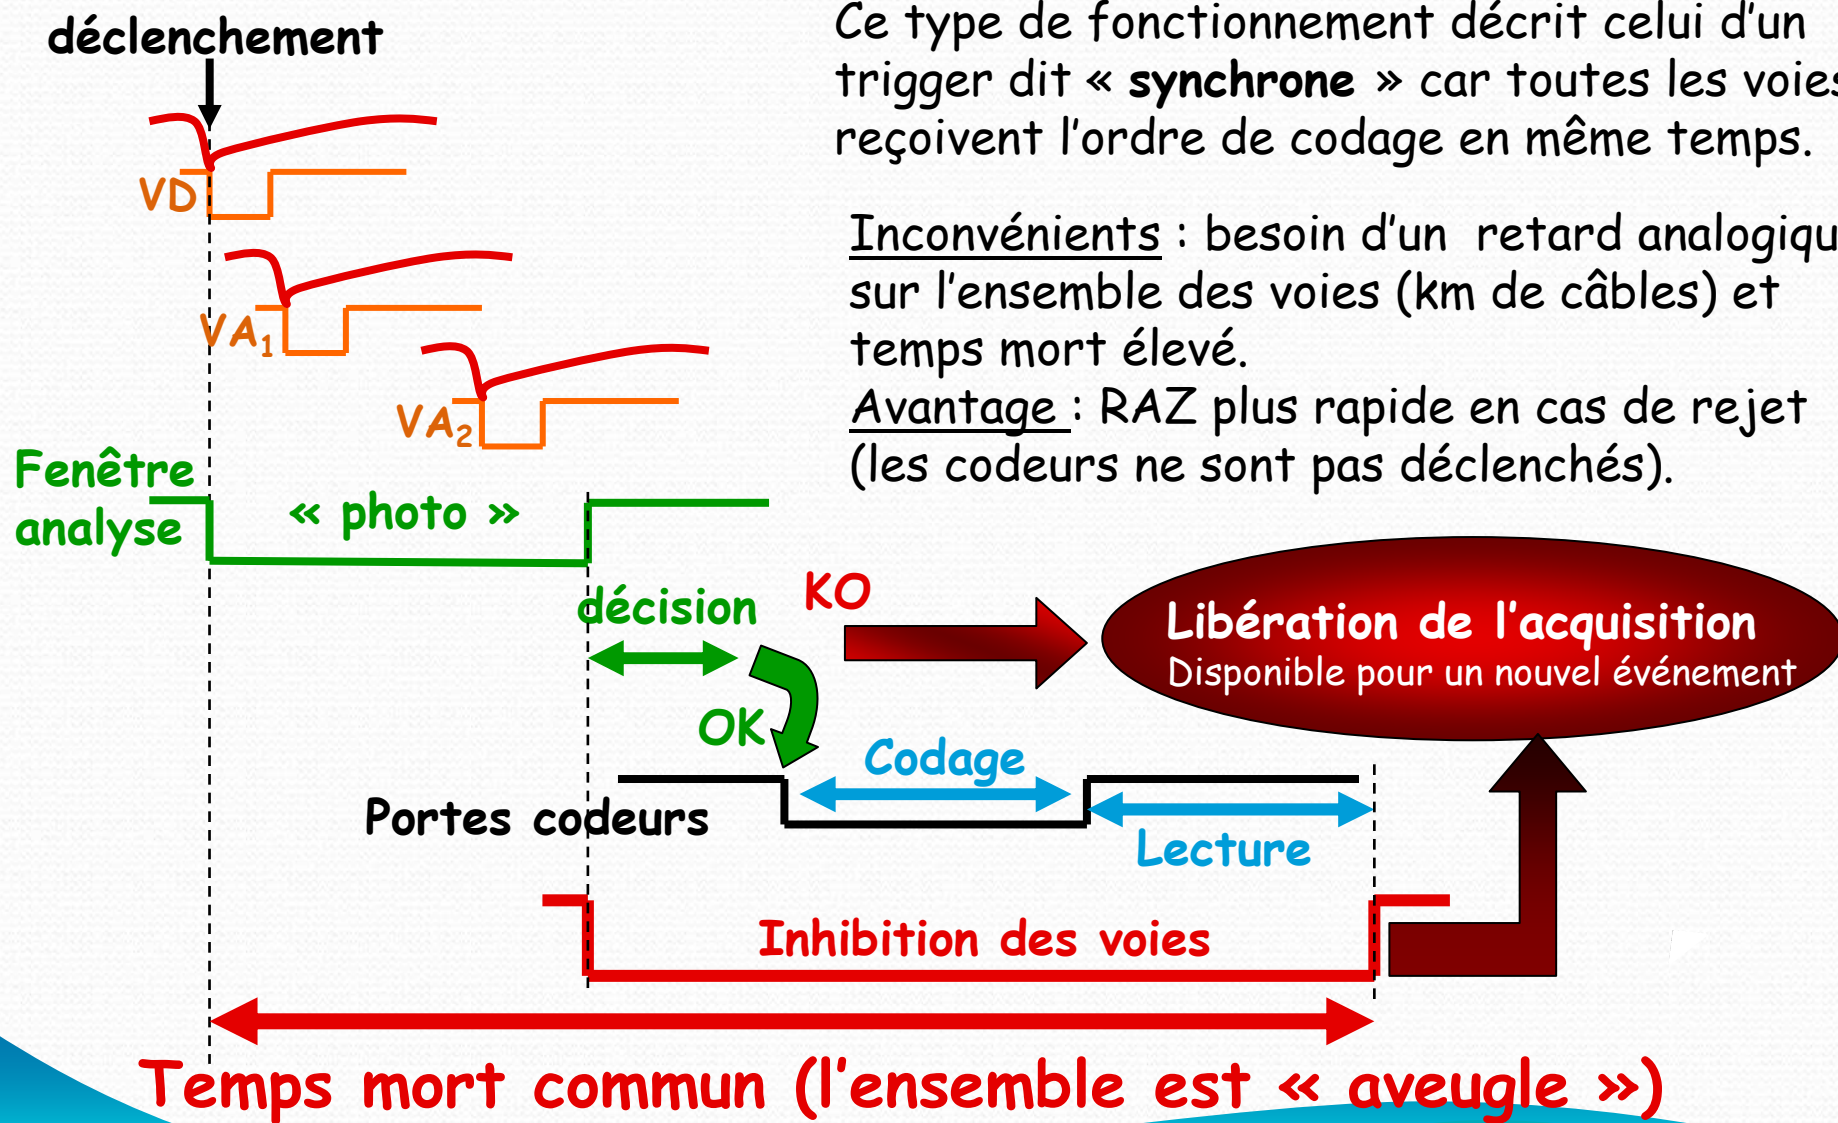 déclenchement
Ce type de fonctionnement décrit celui d’un
trigger dit « synchrone » car toutes les voies
reçoivent l’ordre de codage en même temps.
VD
Inconvénients : besoin d’un retard analogiqu
sur l’ensemble des voies (km de câbles) et
temps mort élevé.
Avantage : RAZ plus rapide en cas de rejet
(les codeurs ne sont pas déclenchés).
VA1
VA2
Fenêtre
analyse
« photo »
décision
KO
Libération de l’acquisition
Disponible pour un nouvel événement
OK
Codage
Portes codeurs
Lecture
Inhibition des voies
Temps mort commun (l’ensemble est « aveugle »)